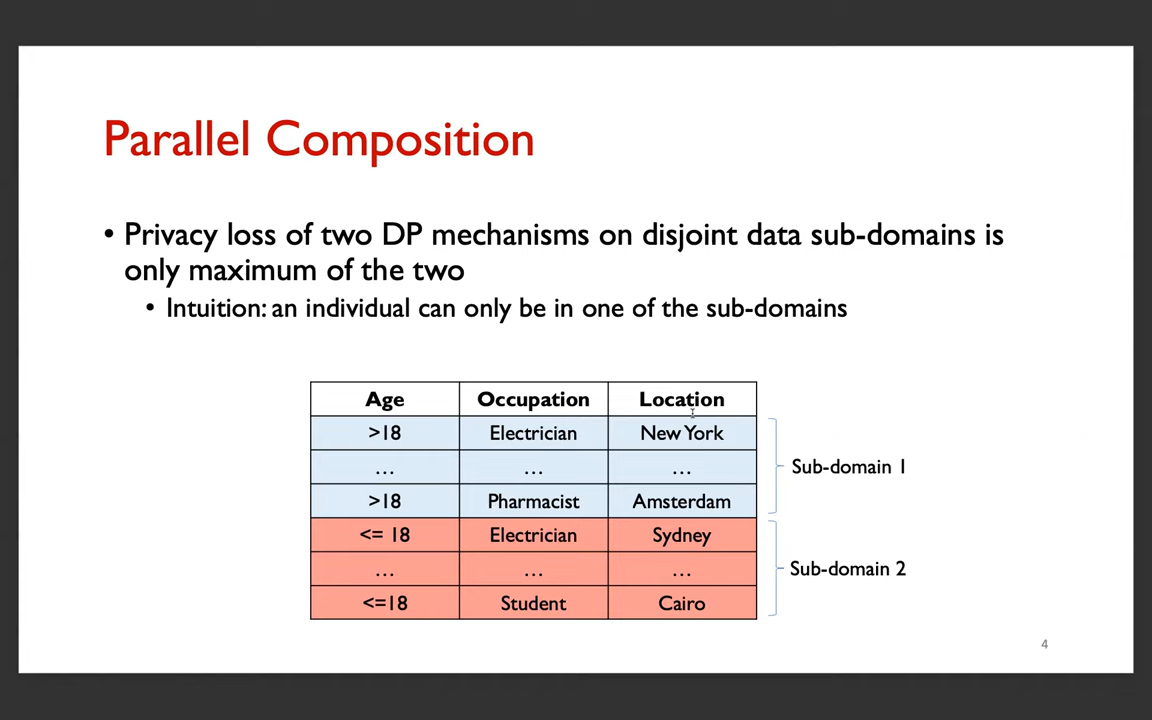 Parallel Composition
• Privacy loss of two DP mechanisms on disjoint data sub-domains is
only maximum of the two
• Intuition: an individual can only be in one of the sub-domains
Age Occupation Location
>18 Electrician New York
… … …
>18 Pharmacist Amsterdam
<= 18 Electrician Sydney
… … …
<=18 Student Cairo
Sub-domain 1
Sub-domain 2
4